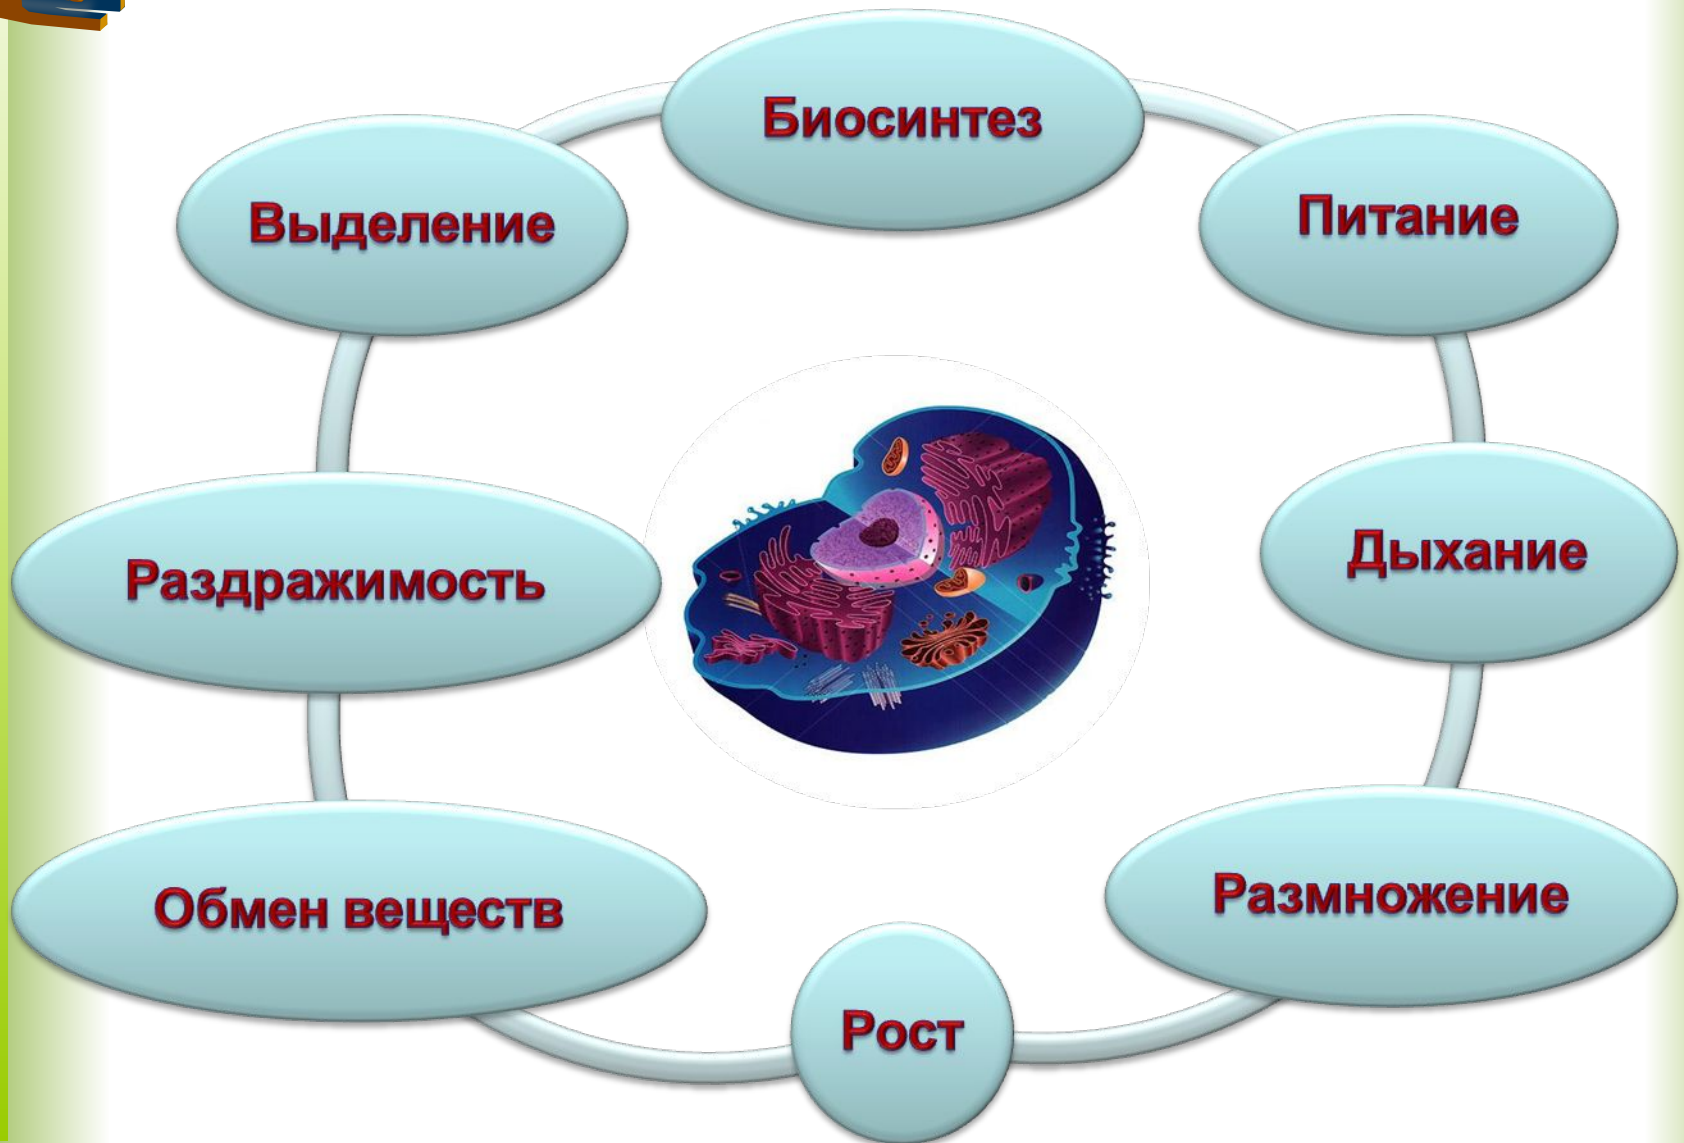 Биосинтез
Питание
Дыхание
Размножение
Рост
Обмен веществ
Раздражимость
Выделение